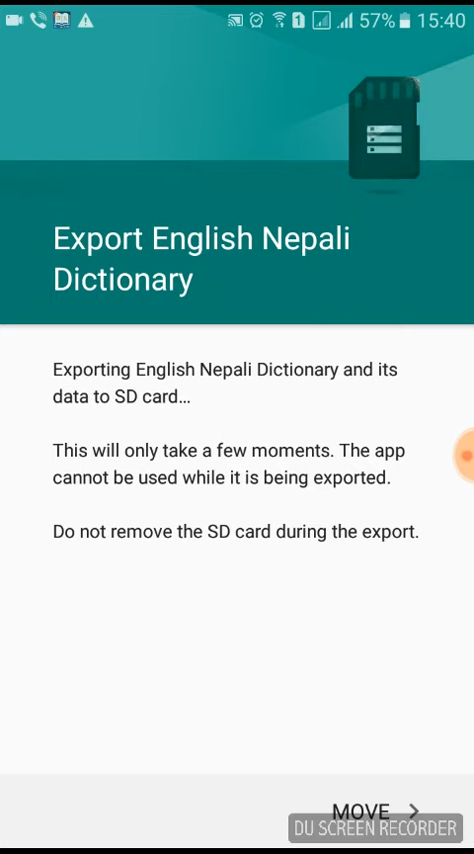 1 57% 15:40
Export English Nepali
Dictionary
Exporting English Nepali Dictionary and its
data to SD card...
This will only take a few moments. The app
cannot be used while it is being exported.
Do not remove the SD card during the export.
MOVE
DU SCREEN RECORDER